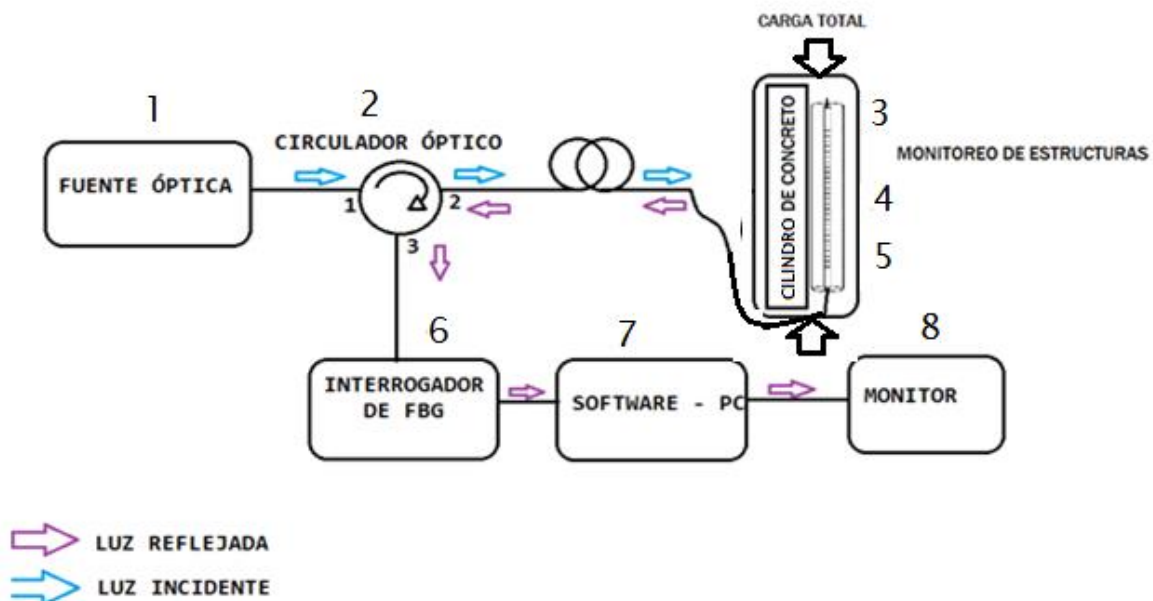 CARGA TOTAL
1
2
CIRCULADOR ÓPTICO
FUENTE ÓPTICA
1
2
3
CILINDRO DE CONCRETO
3
MONITOREO DE ESTRUCTURAS
4
5
6
7
8
INTERROGADOR
DE FBG
SOFTWARE - PC
MONITOR
LUZ REFLEJADA
LUZ INCIDENTE